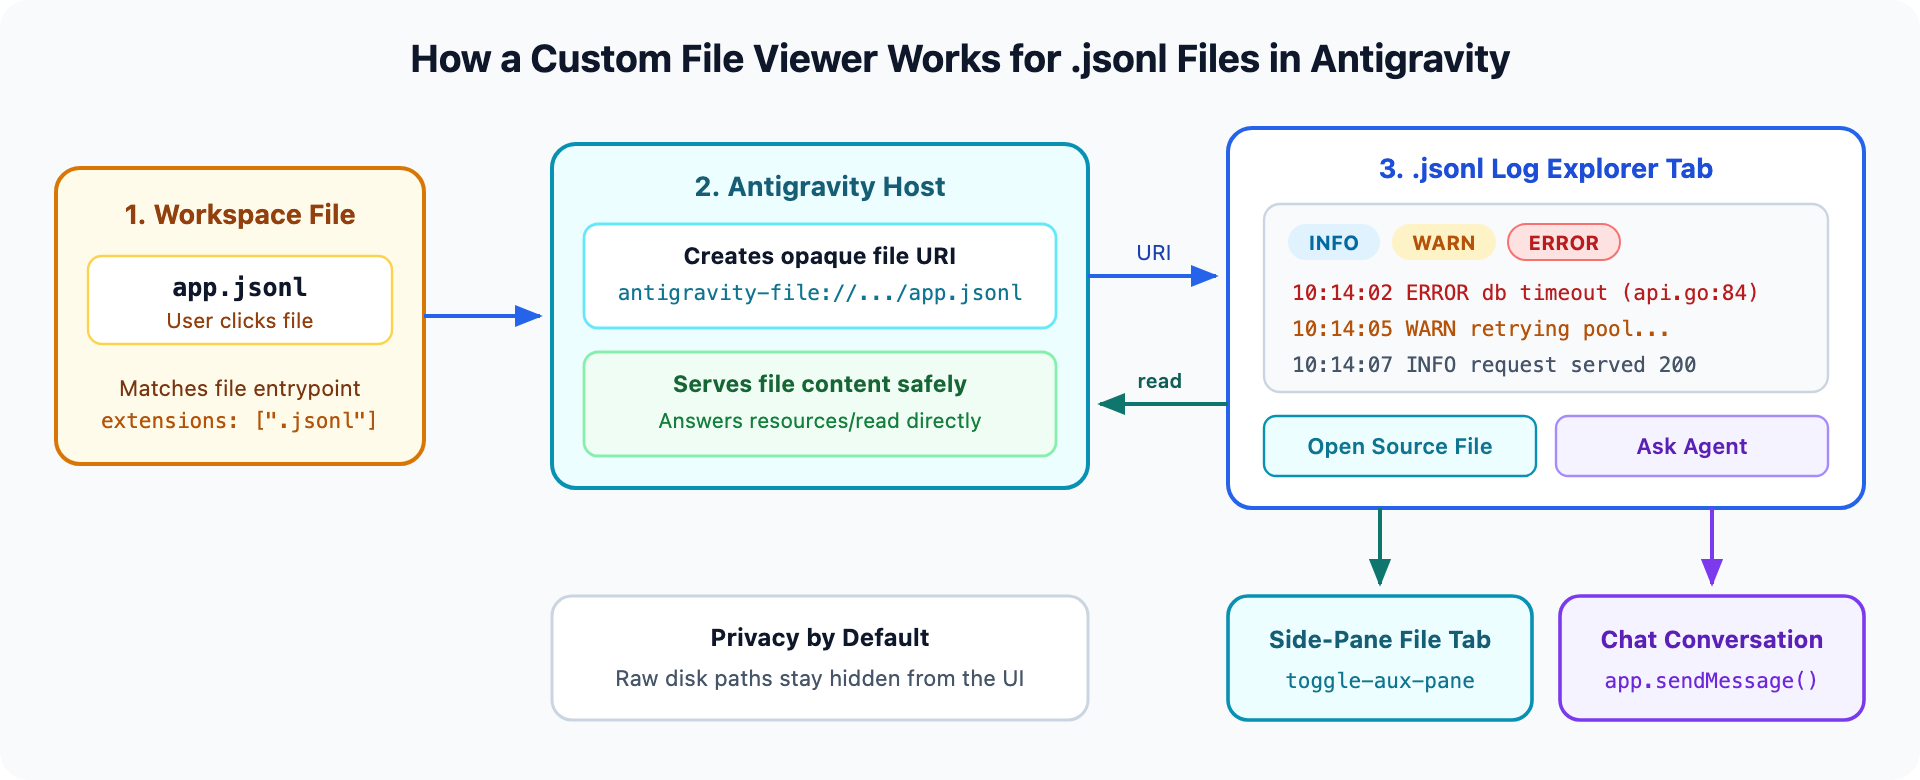 How a Custom File Viewer Works for .jsonl Files in Antigravity
1. Workspace File
app.jsonl
User clicks file
Matches file entrypoint
extensions: [".jsonl"]
2. Antigravity Host
Creates opaque file URI
antigravity-file://.../app.jsonl
Serves file content safely
Answers resources/read directly
URI
read
3. .jsonl Log Explorer Tab
INFO WARN ERROR
10:14:02 ERROR db timeout (api.go:84)
10:14:05 WARN retrying pool...
10:14:07 INFO request served 200
Open Source File
Ask Agent
Privacy by Default
Raw disk paths stay hidden from the UI
Side-Pane File Tab
toggle-aux-pane
Chat Conversation
app.sendMessage()